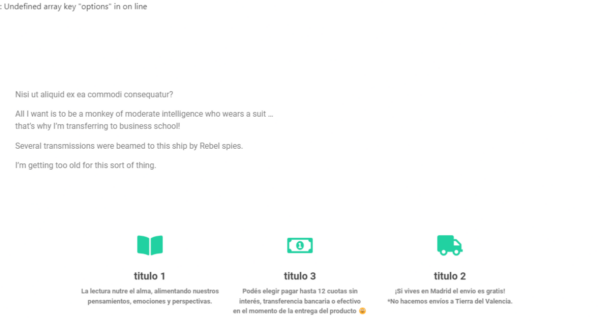 : Undefined array key "options" in on line
Nisi ut aliquid ex ea commodi consequatur?
All I want is to be a monkey of moderate intelligence who wears a suit ...
that's why I'm transferring to business school!
Several transmissions were beamed to this ship by Rebel spies.
I'm getting too old for this sort of thing.
titulo 1
La lectura nutre el alma, alimentando nuestros
pensamientos, emociones y perspectivas.
titulo 3
Podés elegir pagar hasta 12 cuotas sin
interés, transferencia bancaria o efectivo
en el momento de la entrega del producto 😀
titulo 2
¡Si vives en Madrid el envio es gratis!
*No hacemos envíos a Tierra del Valencia.